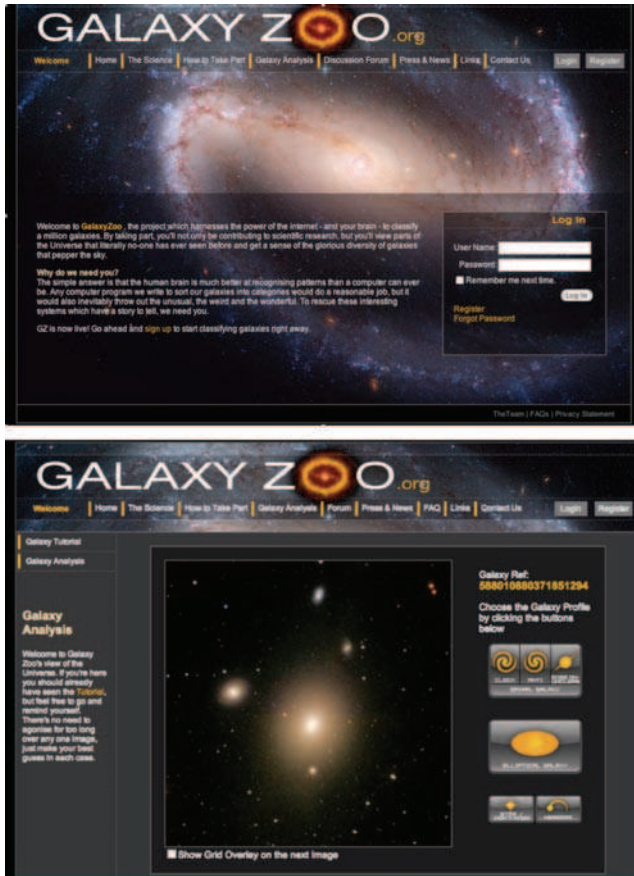 GALAXY ZOO.org
Welcome Home The Science How to Take Part Galaxy Analysis Discussion Forum Press & News Links Contact Us Login Register
Welcome to GalaxyZoo , the project which harnesses the power of the internet - and your brain - to classify
a million galaxies. By taking part, you'll not only be contributing to scientific research, but you'll view parts of
the Universe that literally no-one has ever seen before and get a sense of the glorious diversity of galaxies
that pepper the sky.
Why do we need you?
The simple answer is that the human brain is much better at recognising patterns than a computer can ever
be. Any computer program we write to sort our galaxies into categories would do a reasonable job, but it
would also inevitably throw out the unusual, the weird and the wonderful. To rescue these interesting
systems which have a story to tell, we need you.
GZ is now live! Go ahead and sign up to start classifying galaxies right away.
Log In
User Name
Password
Remember me next time.
Log In
Register
Forgot Password
TheTeam | FAQs | Privacy Statement
GALAXY ZOO.org
Welcome Home The Science How to Take Part Galaxy Analysis Forum Press & News FAQ Links Contact Us Login Register
Galaxy Tutorial
Galaxy Analysis
Galaxy
Analysis
Welcome to Galaxy
Zoo's view of the
Universe. If you're here
you should already
have seen the Tutorial,
but feel free to go and
remind yourself.
There's no need to
agonise for too long
over any one image,
just make your best
guess in each case.
Show Grid Overlay on the next Image
Galaxy Ref:
588010880371851294
Choose the Galaxy Profile
by clicking the buttons
below
CLOCK ANTI
SPIRAL GALAXY
ELLIPTICAL GALAXY
STAR /
MERGER